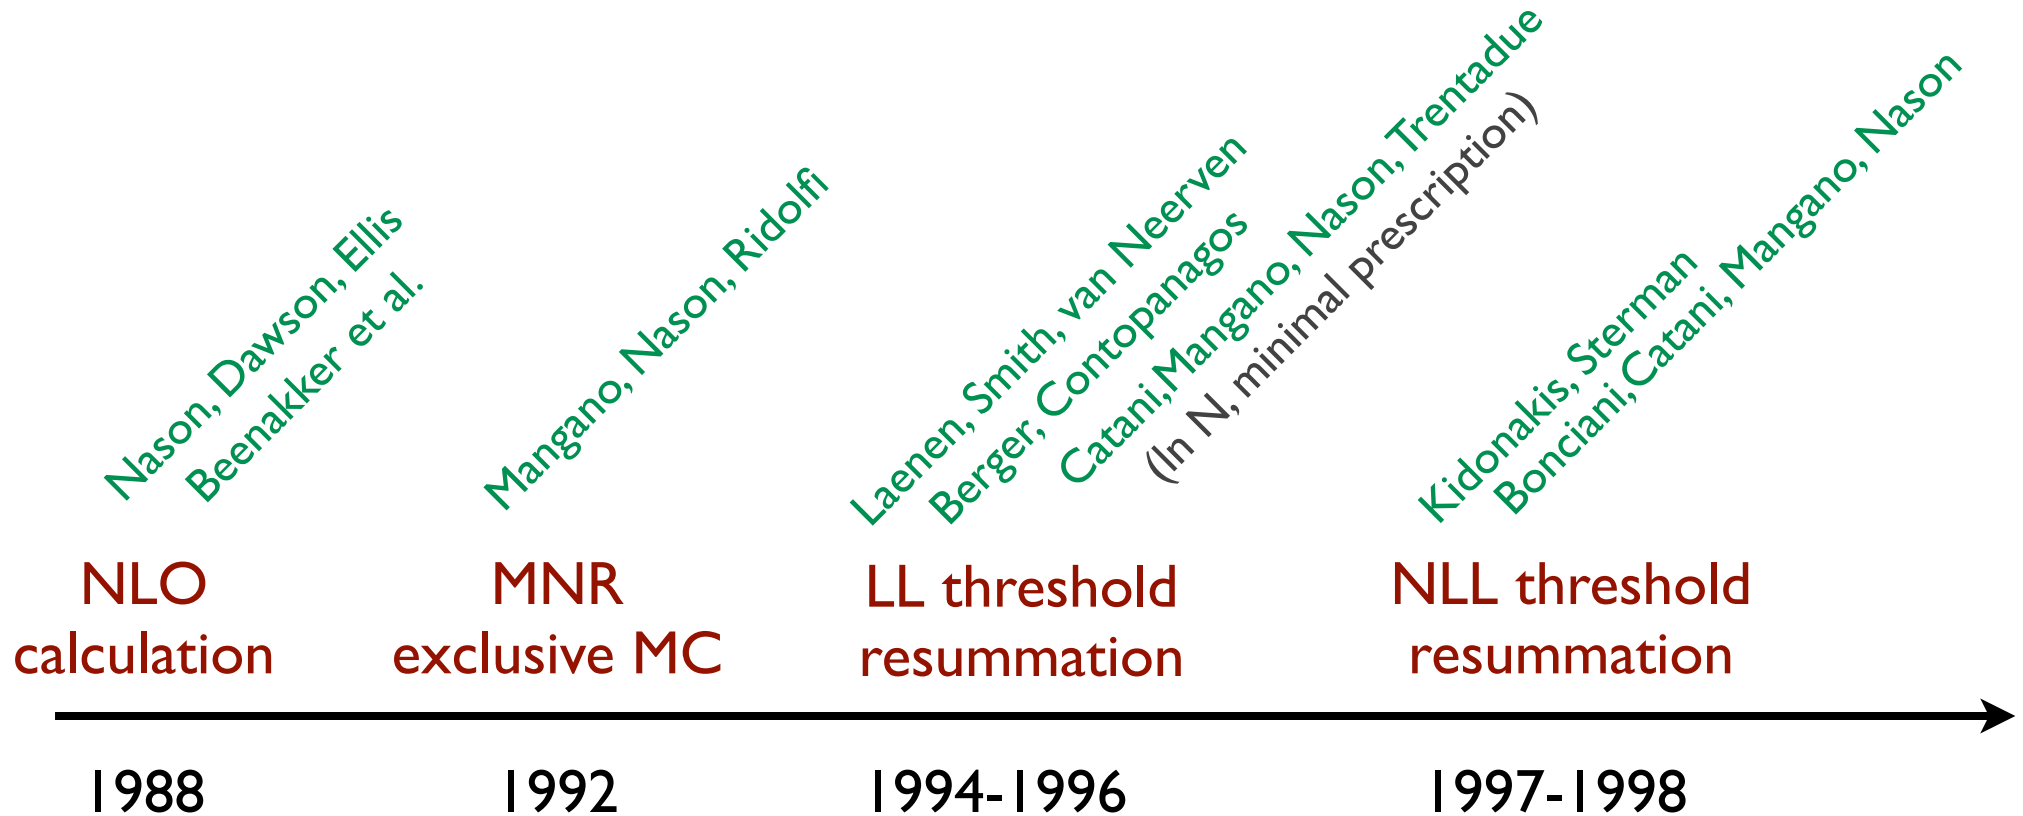 Nason, Dawson, Ellis
Beenakker et al.
Mangano, Nason, Ridolfi
Laenen, Smith, van Neerven
Berger, Contopanagos
Catani,Mangano, Nason, Trentadue
(ln N, minimal prescription)
Kidonakis, Sterman
Bonciani, Catani, Mangano, Nason
NLO
calculation
MNR
exclusive MC
LL threshold
resummation
NLL threshold
resummation
1988
1992
1994-1996
1997-1998